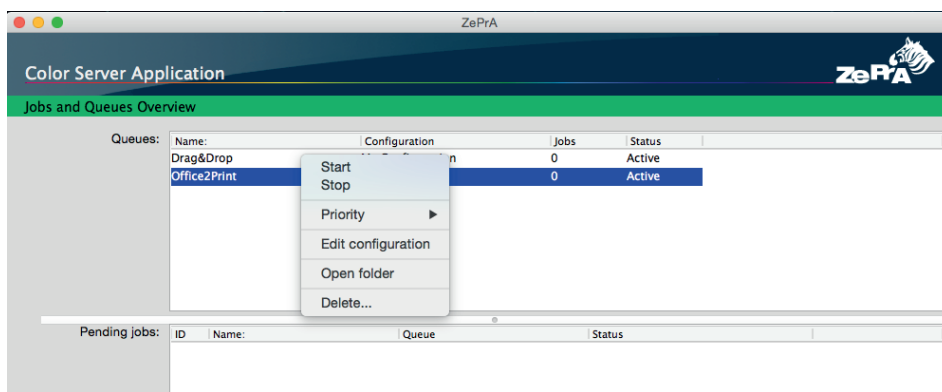 ZePrA
Color Server Application
ZePrA
Jobs and Queues Overview
Queues:
Name: Configuration Jobs Status
Drag&Drop 0 Active
Office2Print 0 Active
Start
Stop
Priority
Edit configuration
Open folder
Delete...
Pending jobs:
ID Name: Queue Status